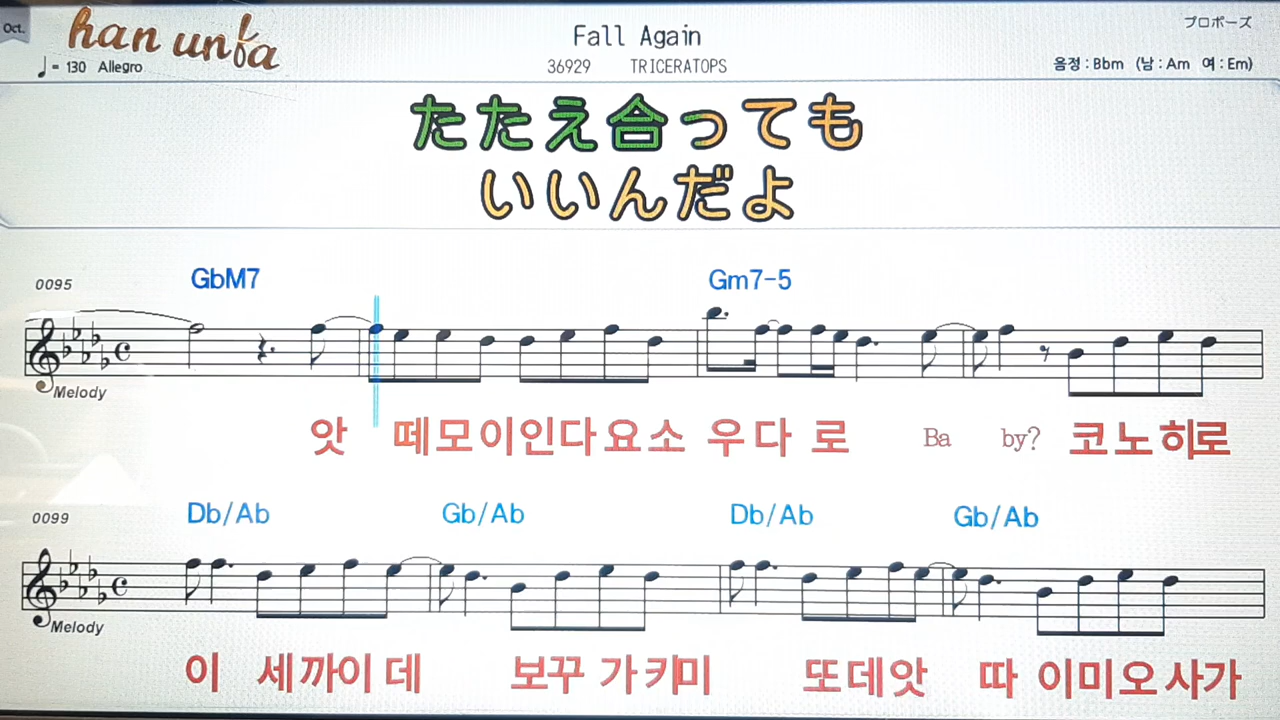 Oct.
han unfa
プロポーズ
Fall Again
♩= 130 Allegro
36929 TRICERATOPS
음정 : Bbm (남 : Am 여 : Em)
たたえ合っても
いいんだよ
0095 GbM7 Gm7-5
Melody
앗 떼모이인다요소 우다 로 Ba by? 코노히로
0099 Db/Ab Gb/Ab Db/Ab Gb/Ab
Melody
이 세까이 데 보꾸 가키미 또데앗 따 이미오사가